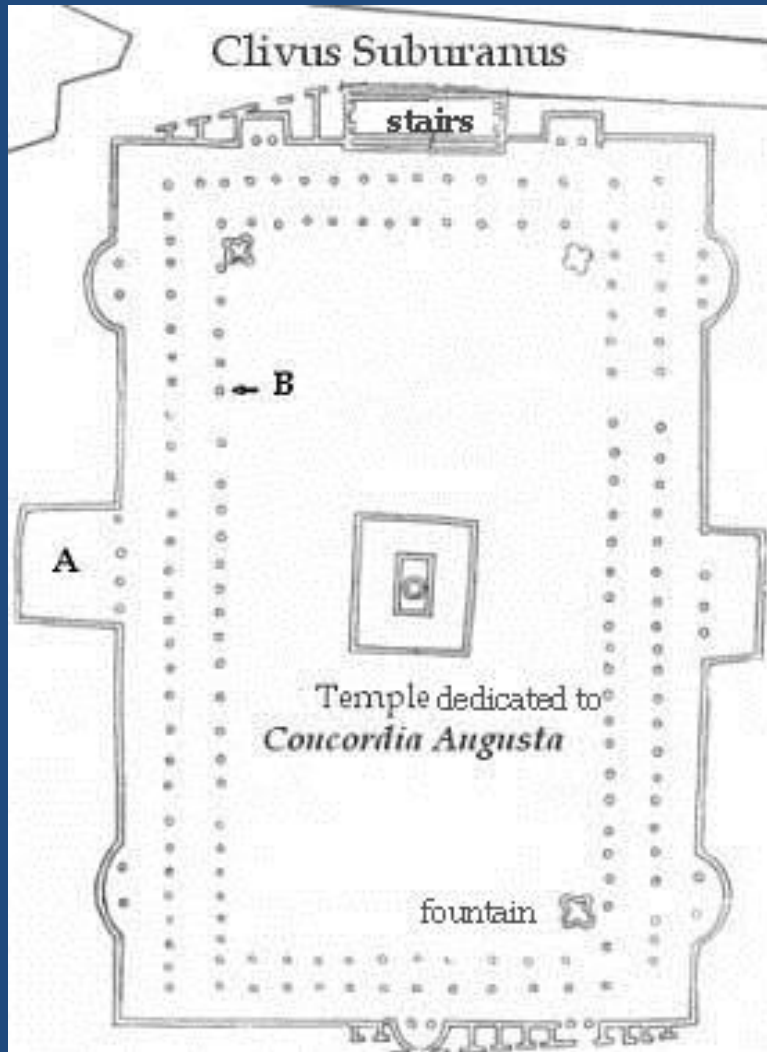 Clivus Suburanus
stairs
B
A
Temple dedicated to
Concordia Augusta
fountain